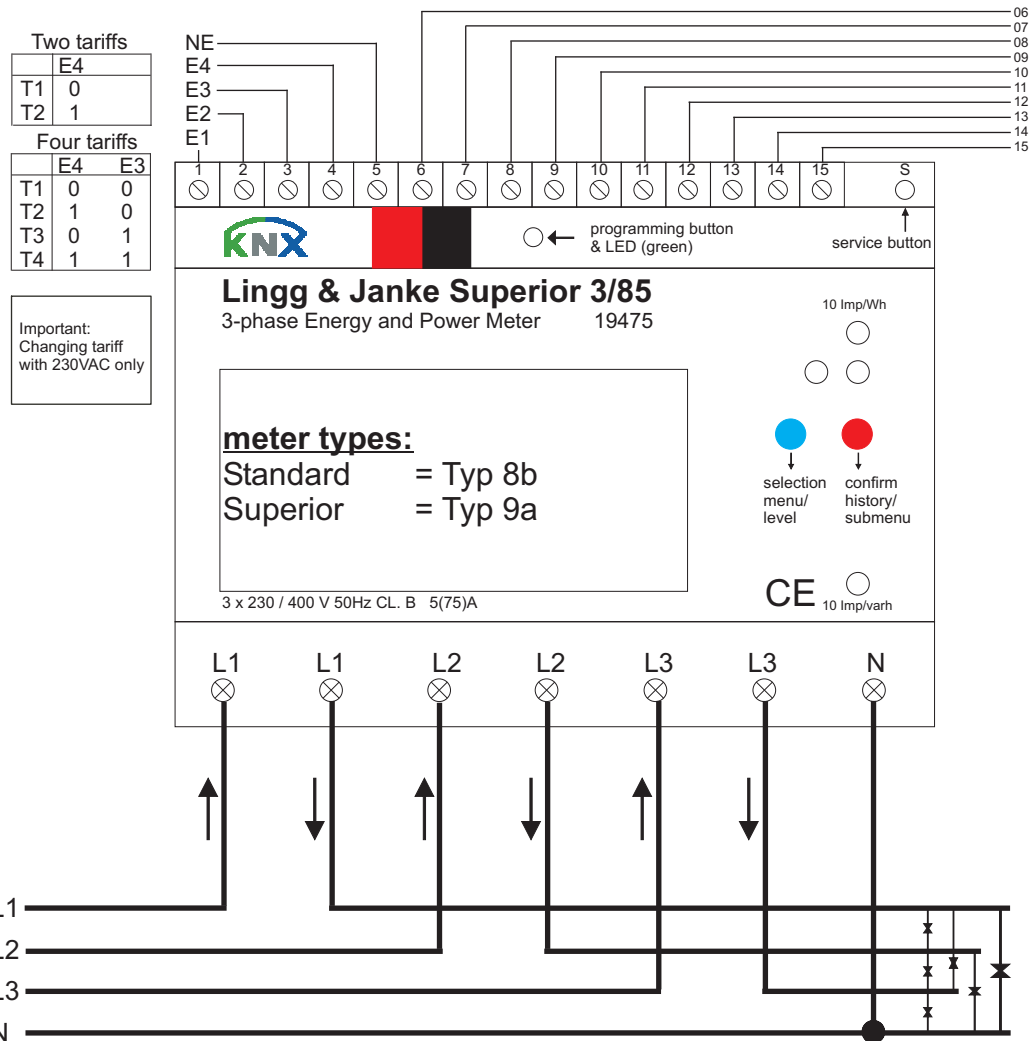 Two tariffs
E4
T1 0
T2 1
Four tariffs
E4 E3
T1 0 0
T2 1 0
T3 0 1
T4 1 1
Important:
Changing tariff
with 230VAC only
NE
E4
E3
E2
E1
06
07
08
09
10
11
12
13
14
15
1 2 3 4 5 6 7 8 9 10 11 12 13 14 15 S
KNX
programming button
& LED (green)
service button
Lingg & Janke Superior 3/85
3-phase Energy and Power Meter 19475
10 Imp/Wh
meter types:
Standard = Typ 8b
Superior = Typ 9a
selection
menu/
level
confirm
history/
submenu
3 x 230 / 400 V 50Hz CL. B 5(75)A
CE
10 Imp/varh
L1 L1 L2 L2 L3 L3 N
L1
L2
L3
N